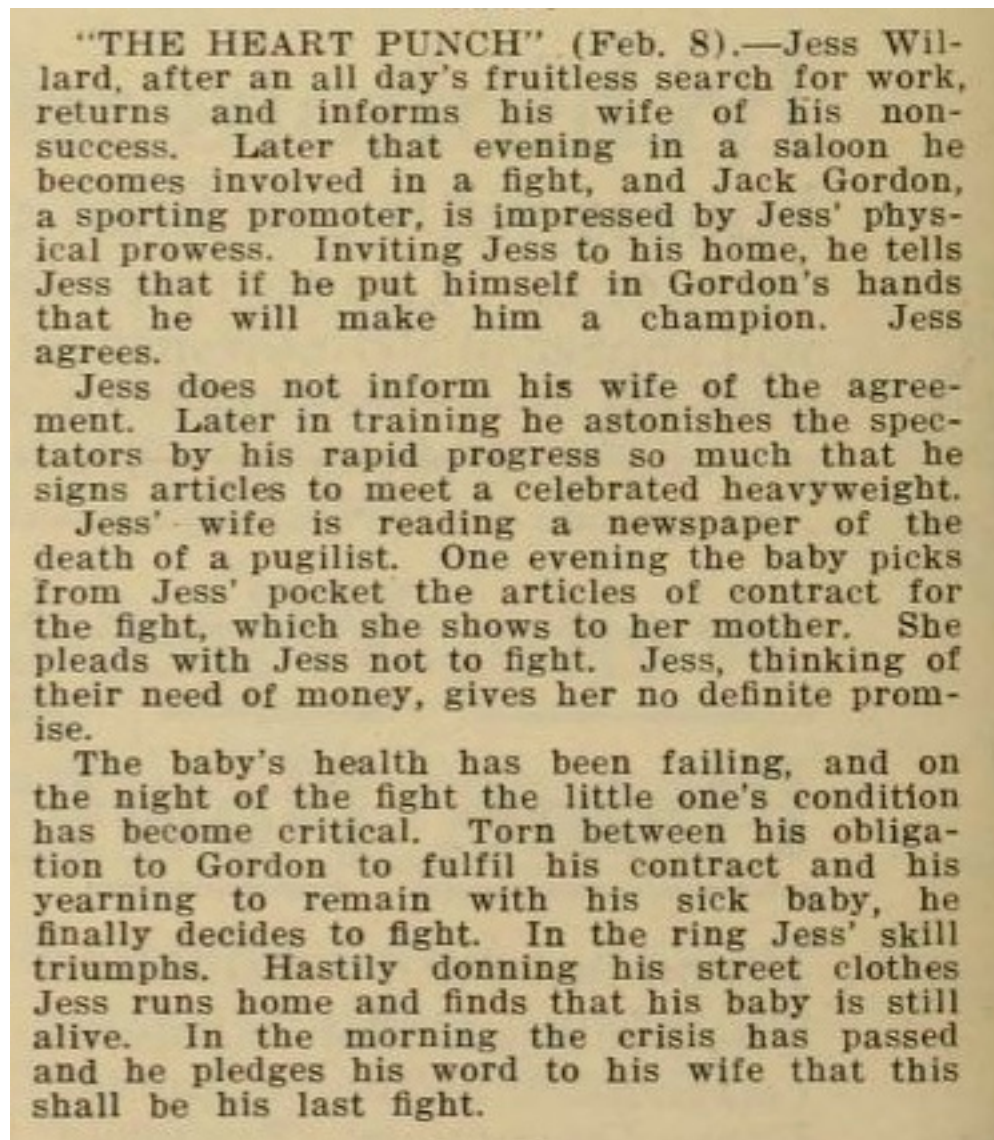 "THE HEART PUNCH" (Feb. 8).—Jess Wil-
lard, after an all day's fruitless search for work,
returns and informs his wife of his non-
success. Later that evening in a saloon he
becomes involved in a fight, and Jack Gordon,
a sporting promoter, is impressed by Jess' phys-
ical prowess. Inviting Jess to his home, he tells
Jess that if he put himself in Gordon's hands
that he will make him a champion. Jess
agrees.
Jess does not inform his wife of the agree-
ment. Later in training he astonishes the spec-
tators by his rapid progress so much that he
signs articles to meet a celebrated heavyweight.
Jess' wife is reading a newspaper of the
death of a pugilist. One evening the baby picks
from Jess' pocket the articles of contract for
the fight, which she shows to her mother. She
pleads with Jess not to fight. Jess, thinking of
their need of money, gives her no definite prom-
ise.
The baby's health has been failing, and on
the night of the fight the little one's condition
has become critical. Torn between his obliga-
tion to Gordon to fulfil his contract and his
yearning to remain with his sick baby, he
finally decides to fight. In the ring Jess' skill
triumphs. Hastily donning his street clothes
Jess runs home and finds that his baby is still
alive. In the morning the crisis has passed
and he pledges his word to his wife that this
shall be his last fight.